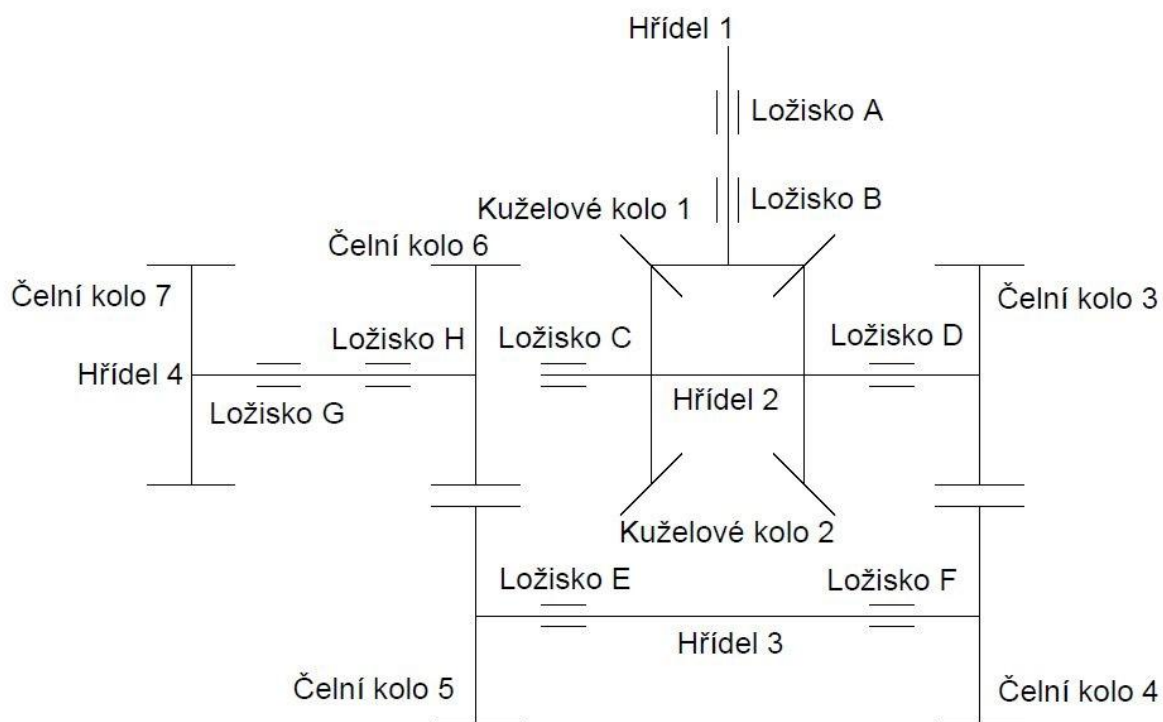 Hřídel 1
Ložisko A
Ložisko B
Kuželové kolo 1
Čelní kolo 6
Čelní kolo 7
Čelní kolo 3
Ložisko H
Ložisko C
Ložisko D
Hřídel 4
Hřídel 2
Ložisko G
Kuželové kolo 2
Ložisko E
Ložisko F
Hřídel 3
Čelní kolo 5
Čelní kolo 4